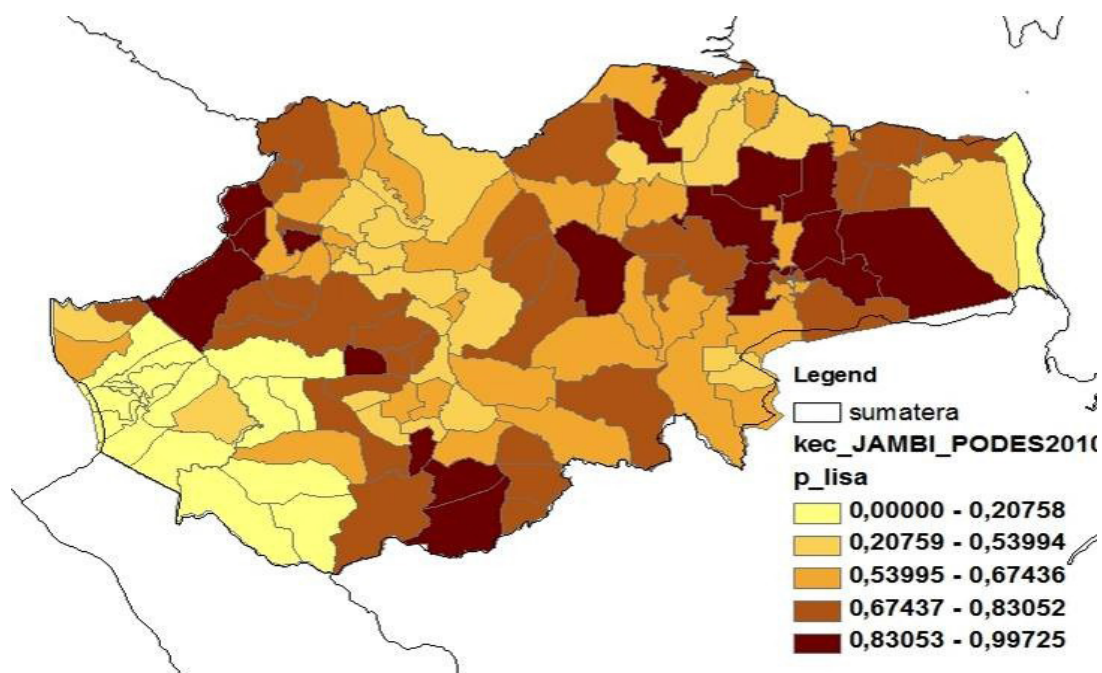 Legend
sumatera
kec_JAMBI_PODES2010
p_lisa
0,00000 - 0,20758
0,20759 - 0,53994
0,53995 - 0,67436
0,67437 - 0,83052
0,83053 - 0,99725